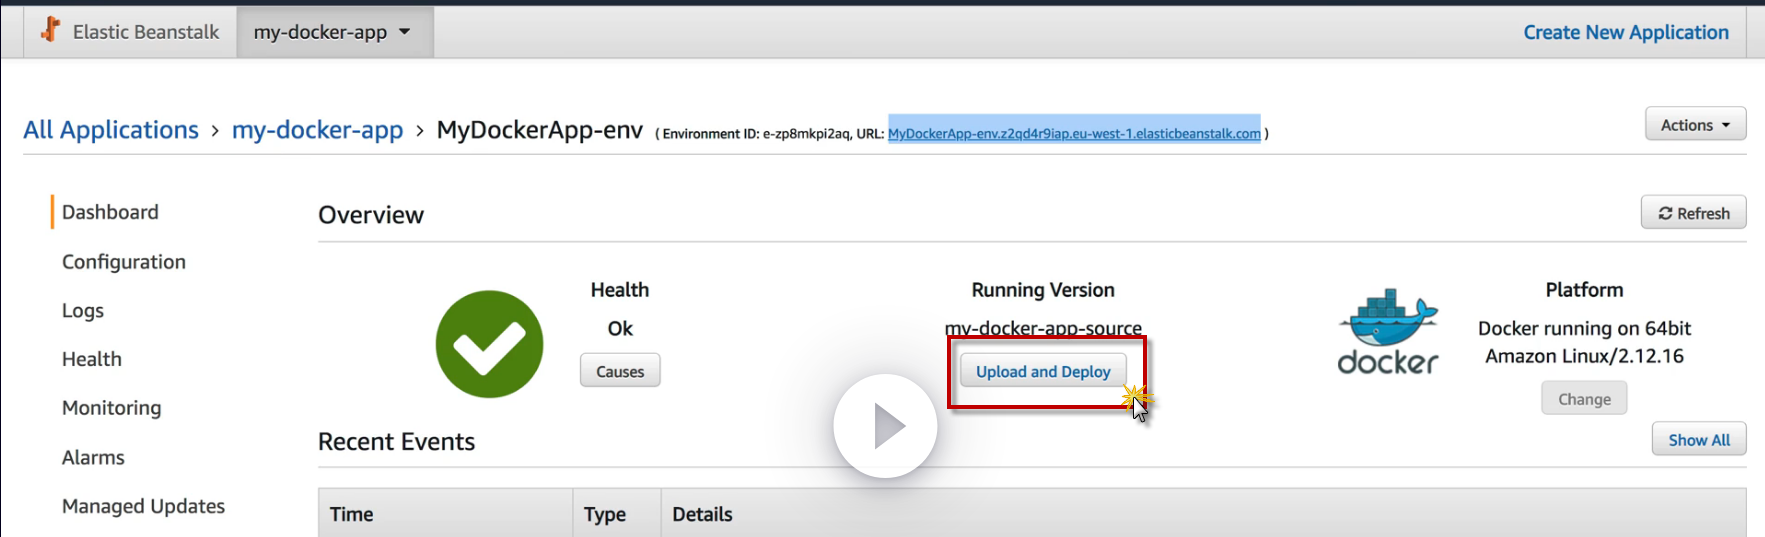 Elastic Beanstalk my-docker-app Create New Application
All Applications > my-docker-app > MyDockerApp-env ( Environment ID: e-zp8mkpi2aq, URL: MyDockerApp-env.z2qd4r9iap.eu-west-1.elasticbeanstalk.com ) Actions
Dashboard
Configuration
Logs
Health
Monitoring
Alarms
Managed Updates
Overview
Refresh
Health
Ok
Causes
Running Version
my-docker-app-source
Upload and Deploy
docker
Platform
Docker running on 64bit
Amazon Linux/2.12.16
Change
Recent Events
Show All
Time Type Details